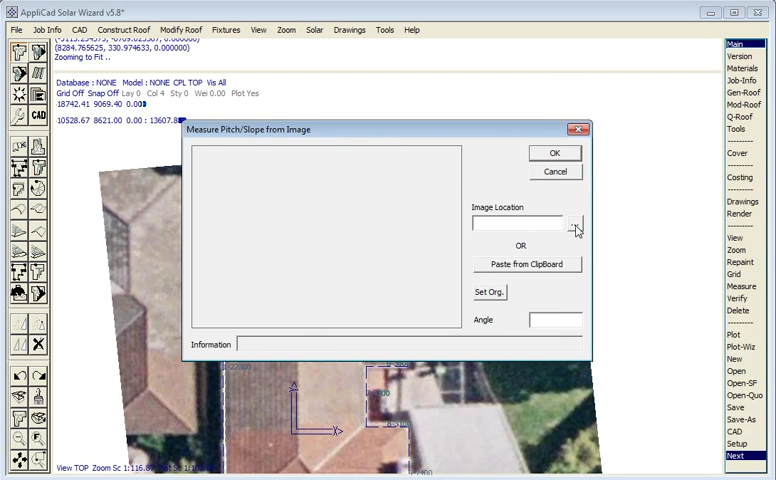 AppliCad Solar Wizard v5.8*
File Job Info CAD Construct Roof Modify Roof Fixtures View Zoom Solar Drawings Tools Help
(8284.765625, 330.974633, 0.000000)
Zooming to Fit ..
Database : NONE Model : NONE CPL TOP Vis All
Grid Off Snap Off Lay 0 Col 4 Sty 0 Wei 0.00 Plot Yes
18742.41 9069.40 0.00
10528.67 8621.00 0.00 : 13607.8
CAD
Measure Pitch/Slope from Image
OK
Cancel
Image Location
...
OR
Paste from ClipBoard
Set Org.
Angle
Information
View TOP Zoom Sc 1:116.8
Main
Version
Materials
Job-Info
Gen-Roof
Mod-Roof
Q-Roof
Tools
---------
Cover
---------
Costing
---------
Drawings
Render
---------
View
Zoom
Repaint
Grid
Measure
Verify
Delete
---------
Plot
Plot-Wiz
New
Open
Open-SF
Open-Quo
Save
Save-As
CAD
Setup
Next